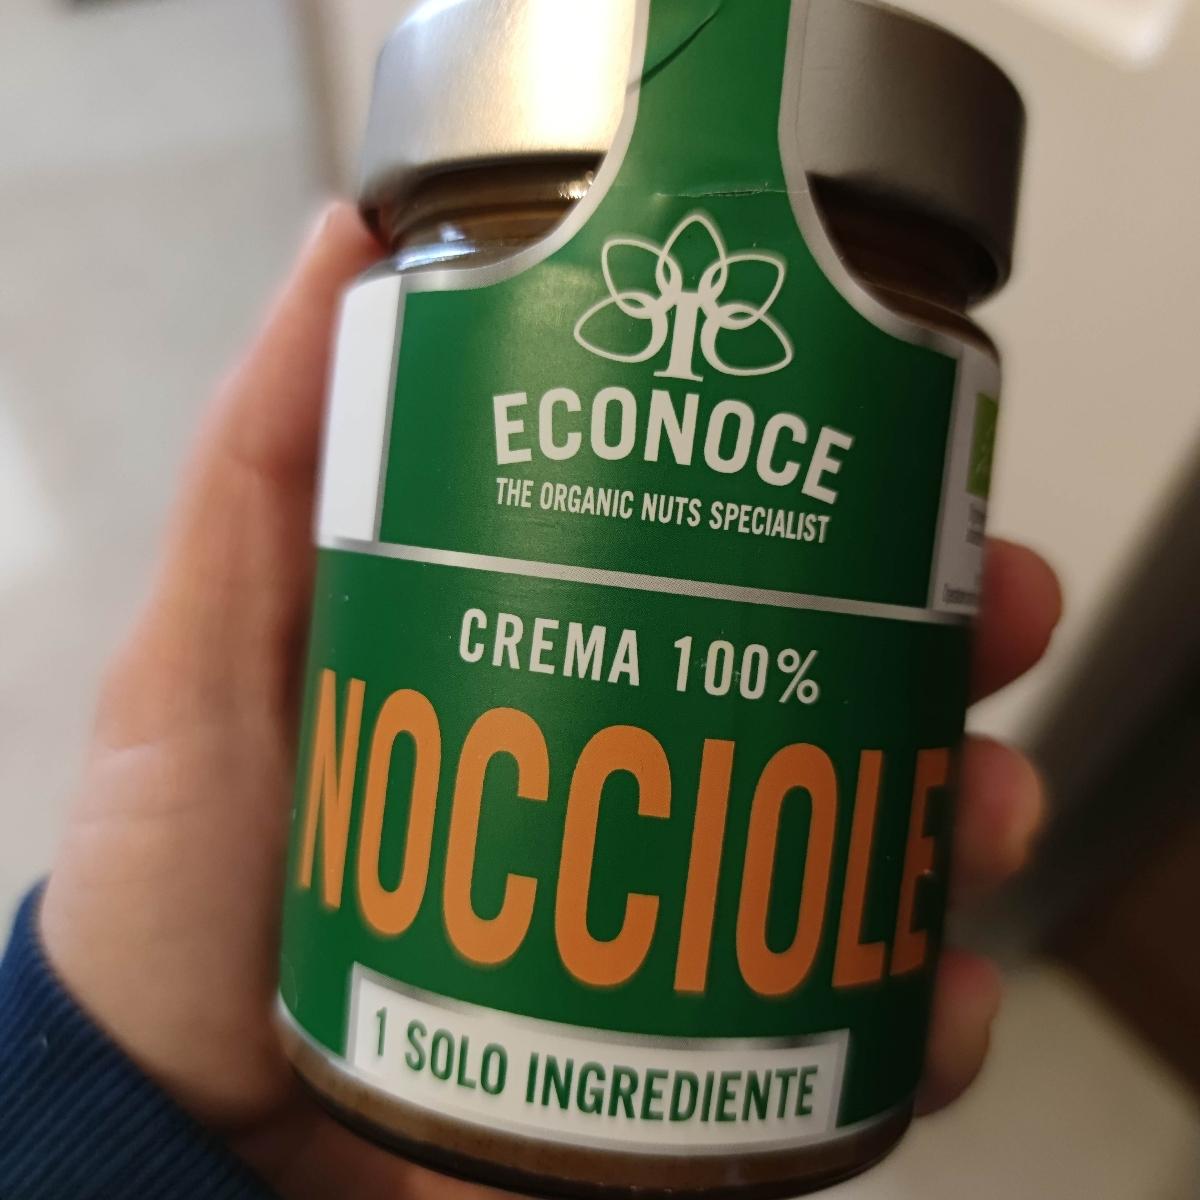 ECONOCE
THE ORGANIC NUTS SPECIALIST
CREMA 100%
NOCCIOLE
1 SOLO INGREDIENTE